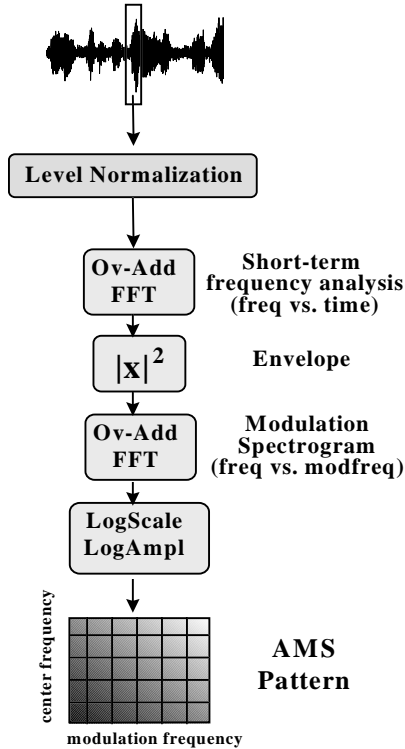 Level Normalization
Ov-Add
FFT
Short-term
frequency analysis
(freq vs. time)
|x|²
Envelope
Ov-Add
FFT
Modulation
Spectrogram
(freq vs. modfreq)
LogScale
LogAmpl
center frequency
AMS
Pattern
modulation frequency